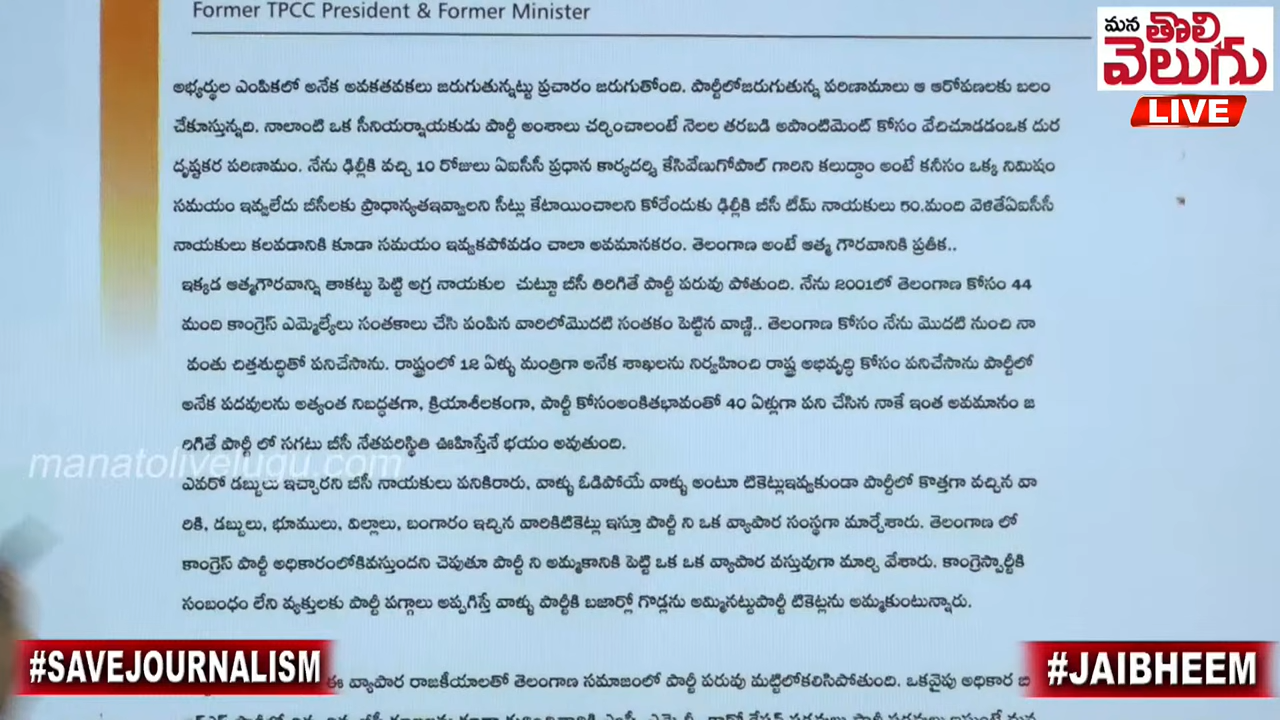 Former TPCC President & Former Minister
మన
తొలి
వెలుగు
LIVE
అభ్యర్థుల ఎంపికలో అనేక అవకతవకలు జరుగుతున్నట్టు ప్రచారం జరుగుతోంది. పార్టీలోజరుగుతున్న పరిణామాలు ఆ ఆరోపణలకు బలం
చేకూస్తున్నది. నాలాంటి ఒక సీనియర్నాయకుడు పార్టీ అంశాలు చర్చించాలంటే నెలల తరబడి అపాంటిమెంట్ కోసం వేచిచూడడంఒక దుర
దృష్టకర పరిణామం. నేను ఢిల్లీకి వచ్చి 10 రోజులు ఏఐసీసీ ప్రధాన కార్యదర్శి కేసివేణుగోపాల్ గారిని కలుద్దాం అంటే కనీసం ఒక్క నిమిషం
సమయం ఇవ్వలేదు బీసీలకు ప్రాధాన్యతఇవ్వాలని సీట్లు కేటాయించాలని కోరేందుకు ఢిల్లీకి బీసీ టీమ్ నాయకులు 50.మంది వెళితేఏఐసీసీ
నాయకులు కలవడానికి కూడా సమయం ఇవ్వకపోవడం చాలా అవమానకరం. తెలంగాణ అంటే ఆత్మ గౌరవానికి ప్రతీక..
ఇక్కడ ఆత్మగౌరవాన్ని తాకట్టు పెట్టి అగ్ర నాయకుల చుట్టూ బీసీ తిరిగితే పార్టీ పరువు పోతుంది. నేను 2001లో తెలంగాణ కోసం 44
మంది కాంగ్రెస్ ఎమ్మెల్యేలు సంతకాలు చేసి పంపిన వారిలోమొదటి సంతకం పెట్టిన వాణ్ణి.. తెలంగాణ కోసం నేను మొదటి నుంచి నా
వంతు చిత్తశుద్ధితో పనిచేసాను. రాష్ట్రంలో 12 ఏళ్ళు మంత్రిగా అనేక శాఖలను నిర్వహించి రాష్ట్ర అభివృద్ధి కోసం పనిచేసాను పార్టీలో
అనేక పదవులను అత్యంత నిబద్ధతగా, క్రియాశీలకంగా, పార్టీ కోసంఅంకితభావంతో 40 ఏళ్లుగా పని చేసిన నాకే ఇంత అవమానం జ
రిగితే పార్టీ లో సగటు బీసీ నేతపరిస్థితి ఊహిస్తేనే భయం అవుతుంది.
manatolivelugu.com
ఎవరో డబ్బులు ఇచ్చారని బీసీ నాయకులు పనికిరారు, వాళ్ళు ఓడిపోయే వాళ్ళు అంటూ టికెట్లుఇవ్వకుండా పార్టీలో కొత్తగా వచ్చిన వా
రికి, డబ్బులు, భూములు, విల్లాలు, బంగారం ఇచ్చిన వారికిటికెట్లు ఇస్తూ పార్టీ ని ఒక వ్యాపార సంస్థగా మార్చేశారు. తెలంగాణ లో
కాంగ్రెస్ పార్టీ అధికారంలోకివస్తుందని చెపుతూ పార్టీ ని అమ్మకానికి పెట్టి ఒక ఒక వ్యాపార వస్తువుగా మార్చి వేశారు. కాంగ్రెస్పార్టీకి
సంబంధం లేని వ్యక్తులకు పార్టీ పగ్గాలు అప్పగిస్తే వాళ్ళు పార్టీకి బజార్లో గొడ్లను అమ్మినట్టుపార్టీ టికెట్లను అమ్ముకుంటున్నారు.
#SAVEJOURNALISM
ఈ వ్యాపార రాజకీయాలతో తెలంగాణ సమాజంలో పార్టీ పరువు మట్టిలోకలిసిపోతుంది. ఒకవైపు అధికార బి
#JAIBHEEM